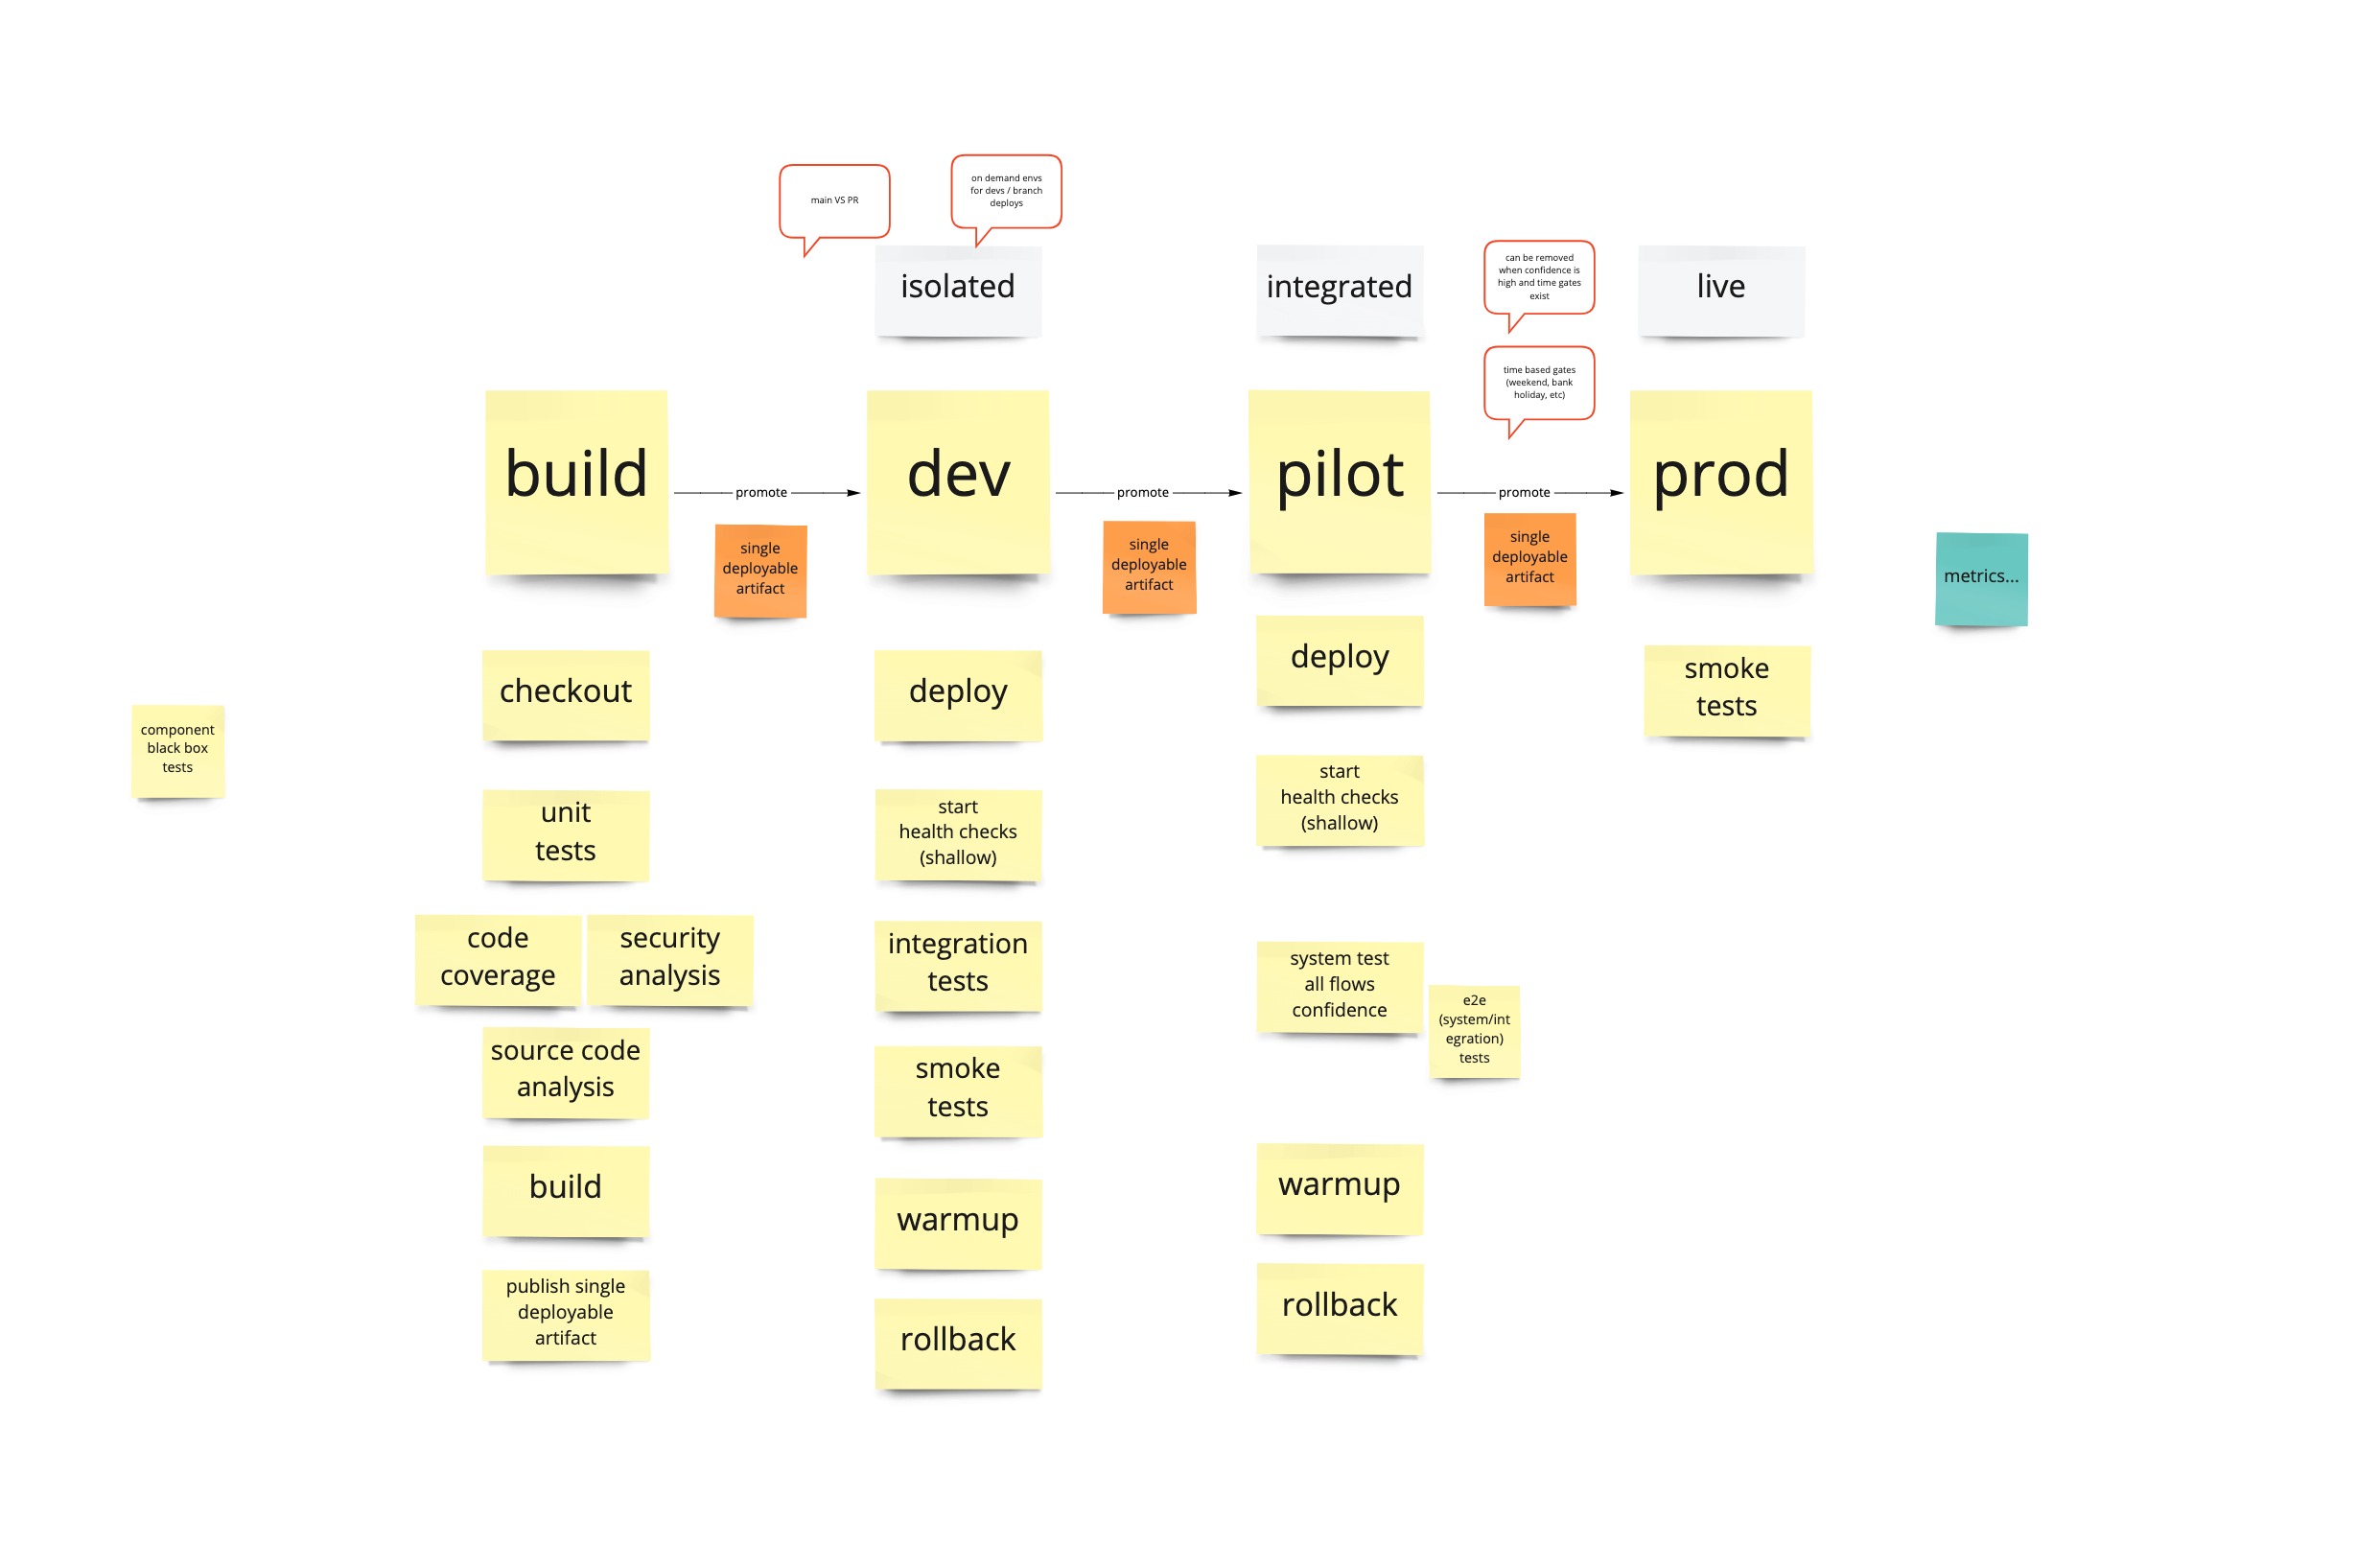 main VS PR
on demand envs
for devs / branch
deploys
isolated
integrated
can be removed
when confidence is
high and time gates
exist
live
time based gates
(weekend, bank
holiday, etc)
build
promote
dev
promote
pilot
promote
prod
single
deployable
artifact
single
deployable
artifact
single
deployable
artifact
metrics...
component
black box
tests
checkout
unit
tests
code
coverage
security
analysis
source code
analysis
build
publish single
deployable
artifact
deploy
start
health checks
(shallow)
integration
tests
smoke
tests
warmup
rollback
deploy
start
health checks
(shallow)
system test
all flows
confidence
e2e
(system/int
egration)
tests
warmup
rollback
smoke
tests